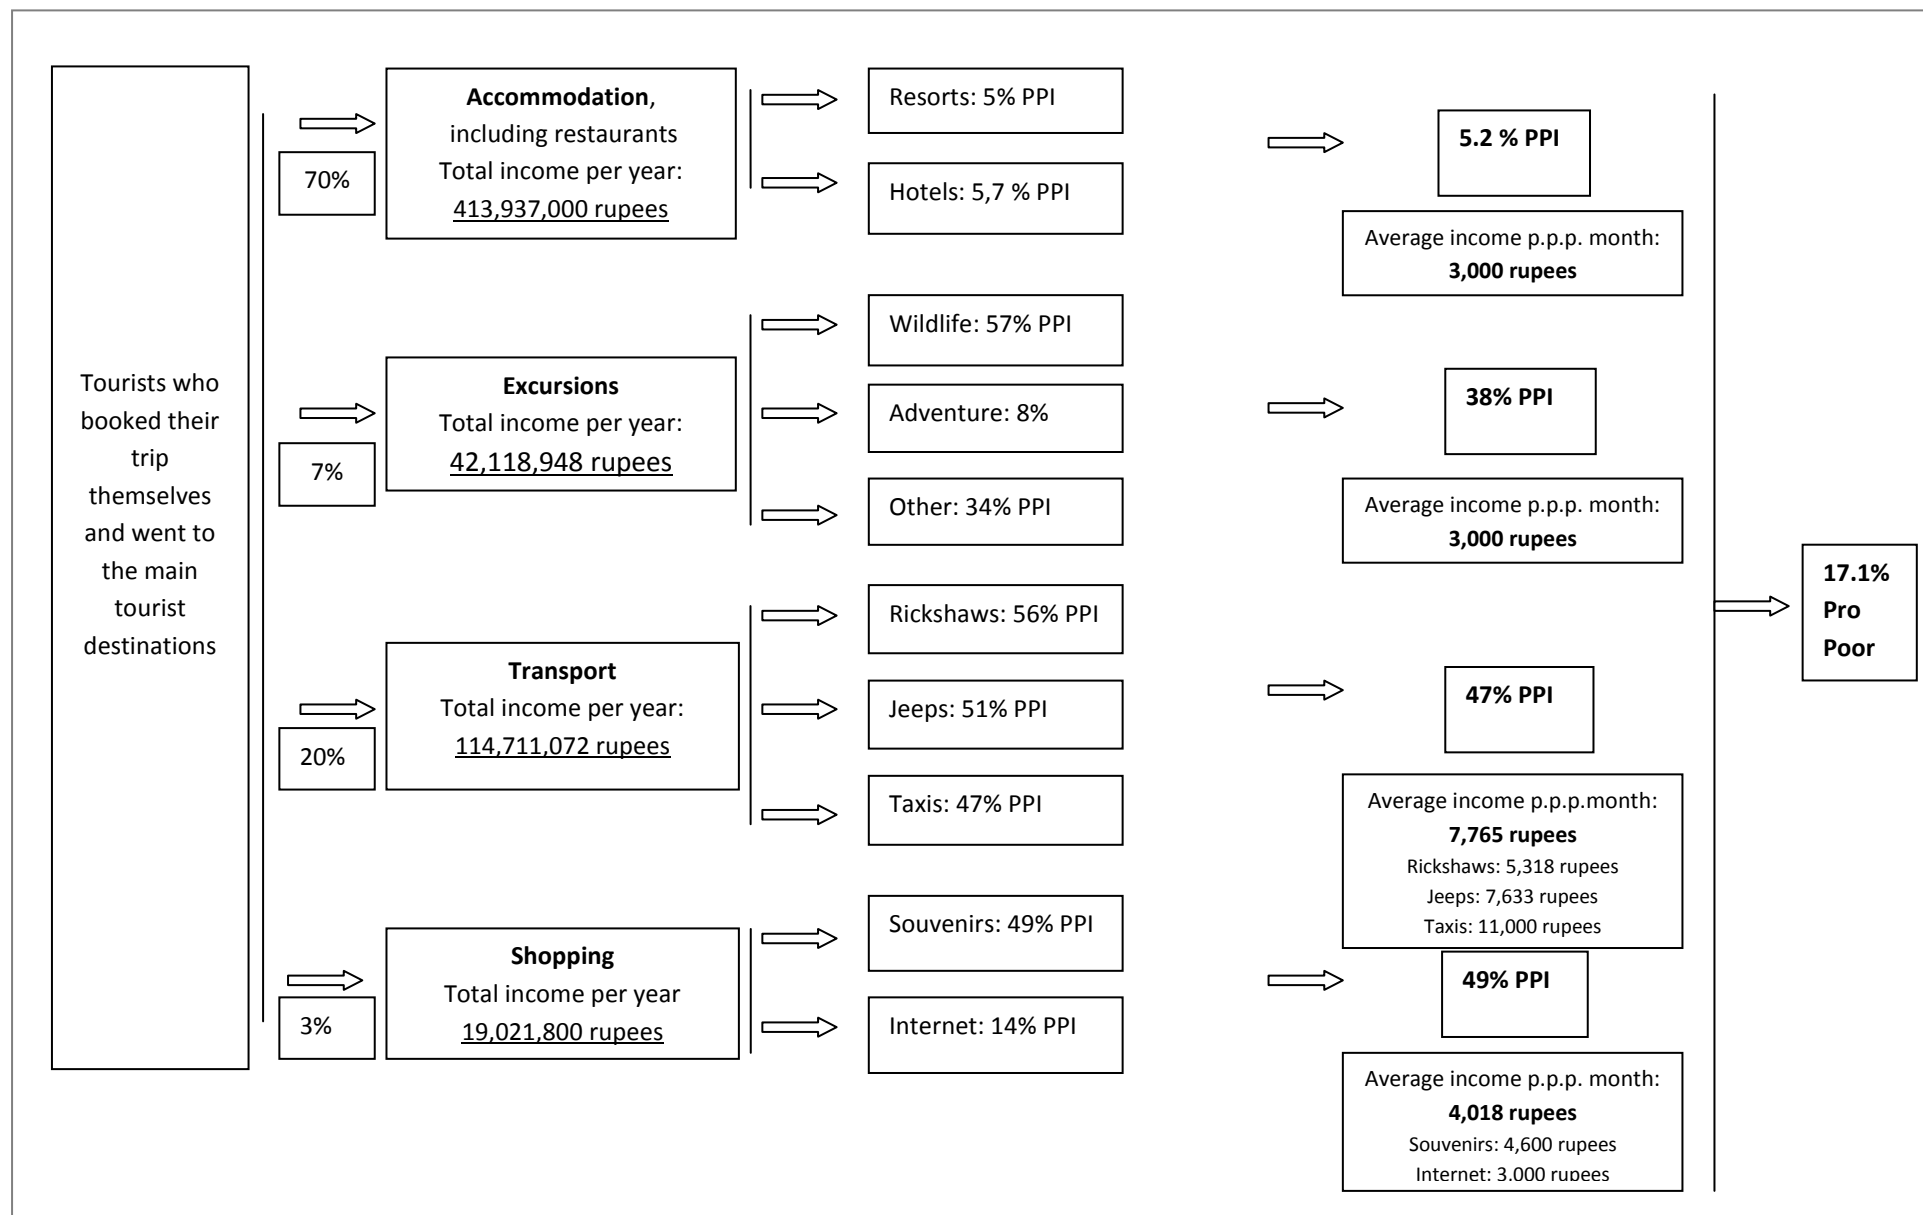 Tourists who
booked their
trip
themselves
and went to
the main
tourist
destinations
70%
Accommodation,
including restaurants
Total income per year:
413,937,000 rupees
Resorts: 5% PPI
Hotels: 5,7 % PPI
5.2 % PPI
Average income p.p.p. month:
3,000 rupees
7%
Excursions
Total income per year:
42,118,948 rupees
Wildlife: 57% PPI
Adventure: 8%
Other: 34% PPI
38% PPI
Average income p.p.p. month:
3,000 rupees
20%
Transport
Total income per year:
114,711,072 rupees
Rickshaws: 56% PPI
Jeeps: 51% PPI
Taxis: 47% PPI
47% PPI
Average income p.p.p.month:
7,765 rupees
Rickshaws: 5,318 rupees
Jeeps: 7,633 rupees
Taxis: 11,000 rupees
3%
Shopping
Total income per year
19,021,800 rupees
Souvenirs: 49% PPI
Internet: 14% PPI
49% PPI
Average income p.p.p. month:
4,018 rupees
Souvenirs: 4,600 rupees
Internet: 3.000 rupees
17.1%
Pro
Poor